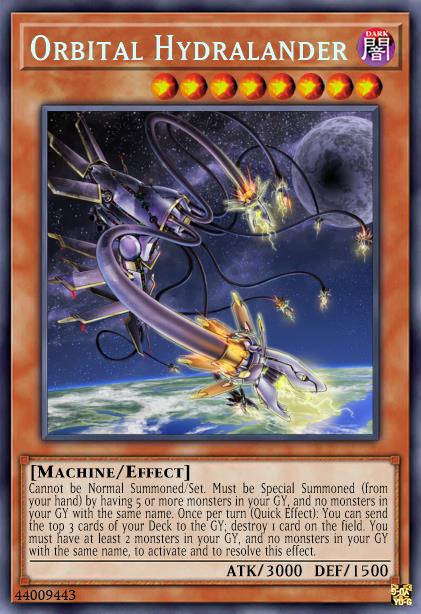 ORBITAL HYDRALANDER
DARK
闇
[MACHINE/EFFECT]
Cannot be Normal Summoned/Set. Must be Special Summoned (from
your hand) by having 5 or more monsters in your GY, and no monsters in
your GY with the same name. Once per turn (Quick Effect): You can send
the top 3 cards of your Deck to the GY; destroy 1 card on the field. You
must have at least 2 monsters in your GY, and no monsters in your GY
with the same name, to activate and to resolve this effect.
ATK/3000 DEF/1500
44009443